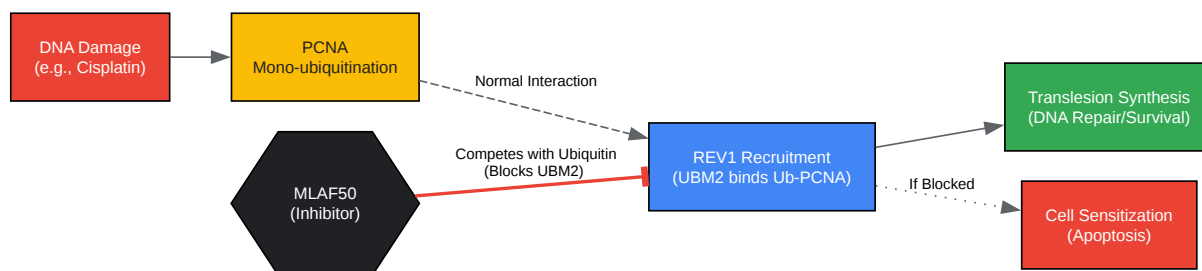 DNA Damage
(e.g., Cisplatin)
PCNA
Mono-ubiquitination
Normal Interaction
MLAF50
(Inhibitor)
Competes with Ubiquitin
(Blocks UBM2)
REV1 Recruitment
(UBM2 binds Ub-PCNA)
Translesion Synthesis
(DNA Repair/Survival)
If Blocked
Cell Sensitization
(Apoptosis)